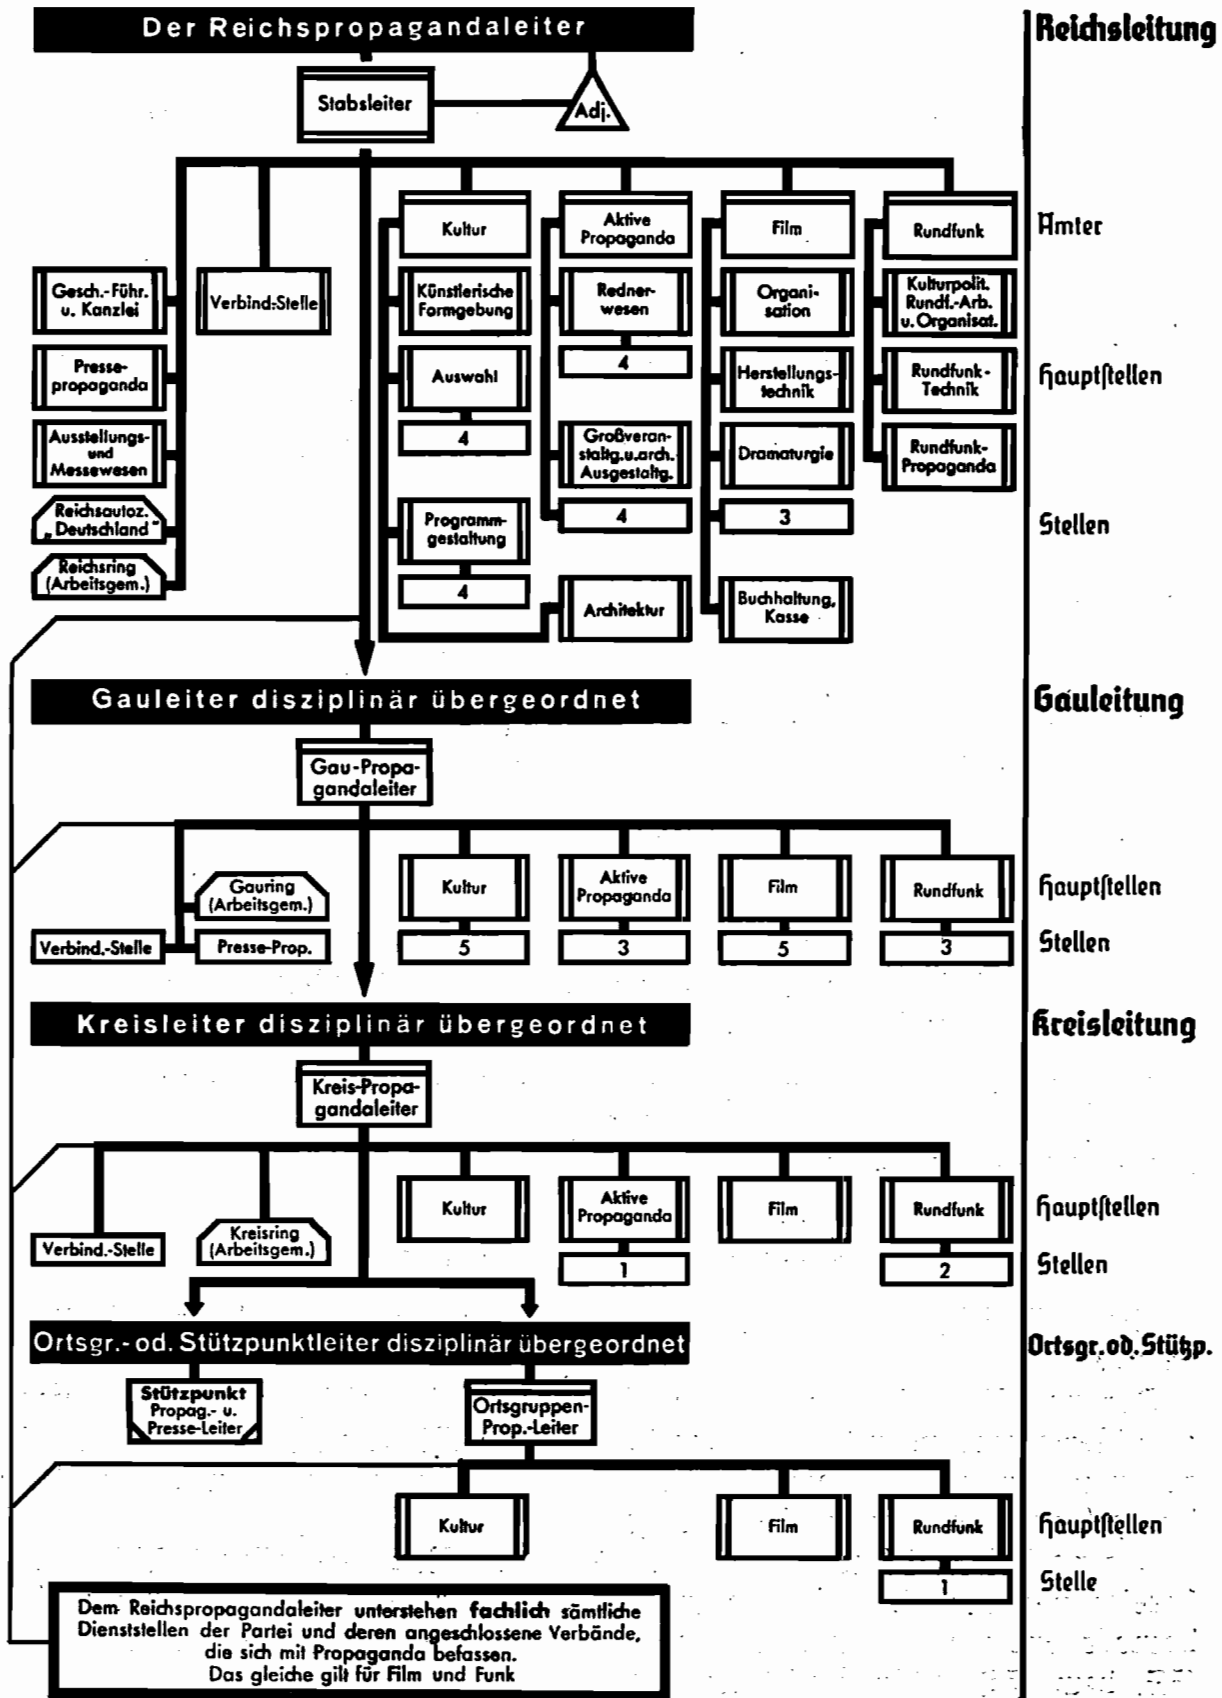 Der Reichspropagandaleiter
Reichsleitung
Stabsleiter
Adj.
Kultur
Aktive
Propaganda
Film
Rundfunk
Ämter
Gesch.-Führ.
u. Kanzlei
Verbind.-Stelle
Künstlerische
Formgebung
Redner-
wesen
Organi-
sation
Kulturpolit.
Rundf.-Arb.
u. Organisat.
4
Presse-
propaganda
Auswahl
Herstellungs-
technik
Rundfunk-
Technik
Hauptstellen
4
Ausstellungs-
und
Messewesen
Großveran-
staltg.u.arch.-
Ausgestaltg.
Dramaturgie
Rundfunk-
Propaganda
Reichsautoz.
„Deutschland"
Programm-
gestaltung
4
3
Stellen
Reichsring
(Arbeitsgem.)
4
Architektur
Buchhaltung,
Kasse
Gauleiter disziplinär übergeordnet
Gauleitung
Gau-Propa-
gandaleiter
Gauring
(Arbeitsgem.)
Kultur
Aktive
Propaganda
Film
Rundfunk
Hauptstellen
Verbind.-Stelle
Presse-Prop.
5
3
5
3
Stellen
Kreisleiter disziplinär übergeordnet
Kreisleitung
Kreis-Propa-
gandaleiter
Verbind.-Stelle
Kreisring
(Arbeitsgem.)
Kultur
Aktive
Propaganda
Film
Rundfunk
Hauptstellen
1
2
Stellen
Ortsgr.-od. Stützpunktleiter disziplinär übergeordnet
Ortsgr.od.Stützp.
Stützpunkt
Propag.- u.
Presse-Leiter
Ortsgruppen-
Prop.-Leiter
Kultur
Film
Rundfunk
Hauptstellen
1
Stelle
Dem Reichspropagandaleiter unterstehen fachlich sämtliche
Dienststellen der Partei und deren angeschlossene Verbände,
die sich mit Propaganda befassen.
Das gleiche gilt für Film und Funk